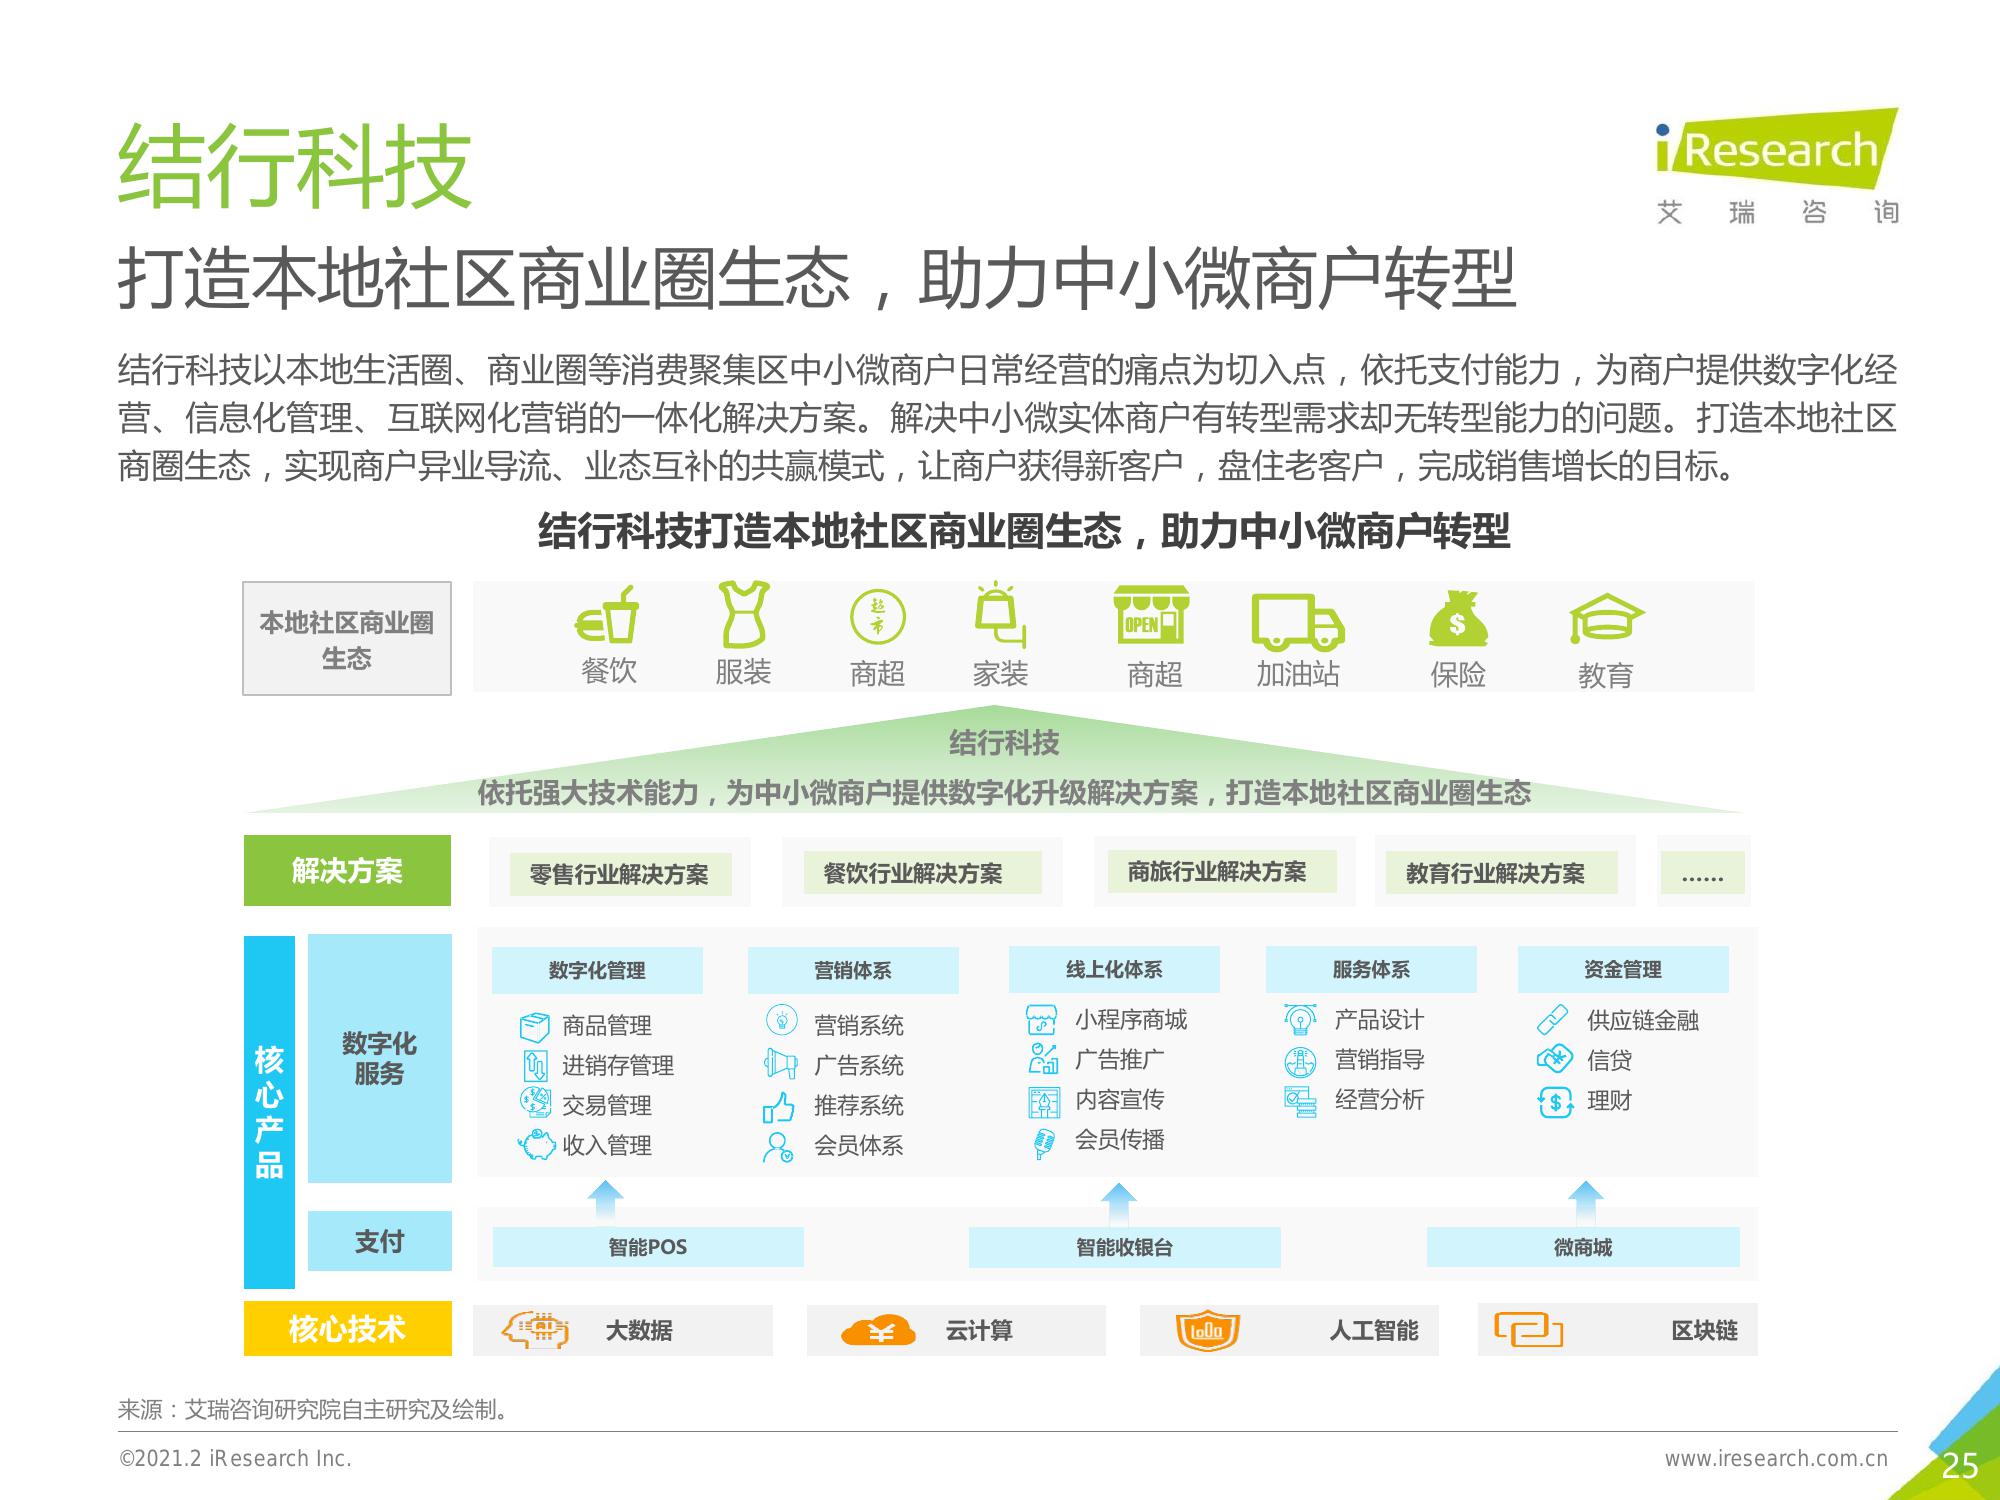 结行科技
iResearch
艾瑞咨询
打造本地社区商业圈生态，助力中小微商户转型
结行科技以本地生活圈、商业圈等消费聚集区中小微商户日常经营的痛点为切入点，依托支付能力，为商户提供数字化经
营、信息化管理、互联网化营销的一体化解决方案。解决中小微实体商户有转型需求却无转型能力的问题。打造本地社区
商圈生态，实现商户异业导流、业态互补的共赢模式，让商户获得新客户，盘住老客户，完成销售增长的目标。
结行科技打造本地社区商业圈生态，助力中小微商户转型
本地社区商业圈
生态
超市
OPEN
$
餐饮 服装 商超 家装 商超 加油站 保险 教育
结行科技
依托强大技术能力，为中小微商户提供数字化升级解决方案，打造本地社区商业圈生态
解决方案
零售行业解决方案 餐饮行业解决方案 商旅行业解决方案 教育行业解决方案 ......
核心产品
数字化
服务
数字化管理
商品管理
进销存管理
交易管理
收入管理
营销体系
营销系统
广告系统
推荐系统
会员体系
线上化体系
小程序商城
广告推广
内容宣传
会员传播
服务体系
产品设计
营销指导
经营分析
资金管理
供应链金融
信贷
理财
支付
智能POS 智能收银台 微商城
核心技术
大数据 云计算 人工智能 区块链
来源：艾瑞咨询研究院自主研究及绘制。
©2021.2 iResearch Inc.
www.iresearch.com.cn
25